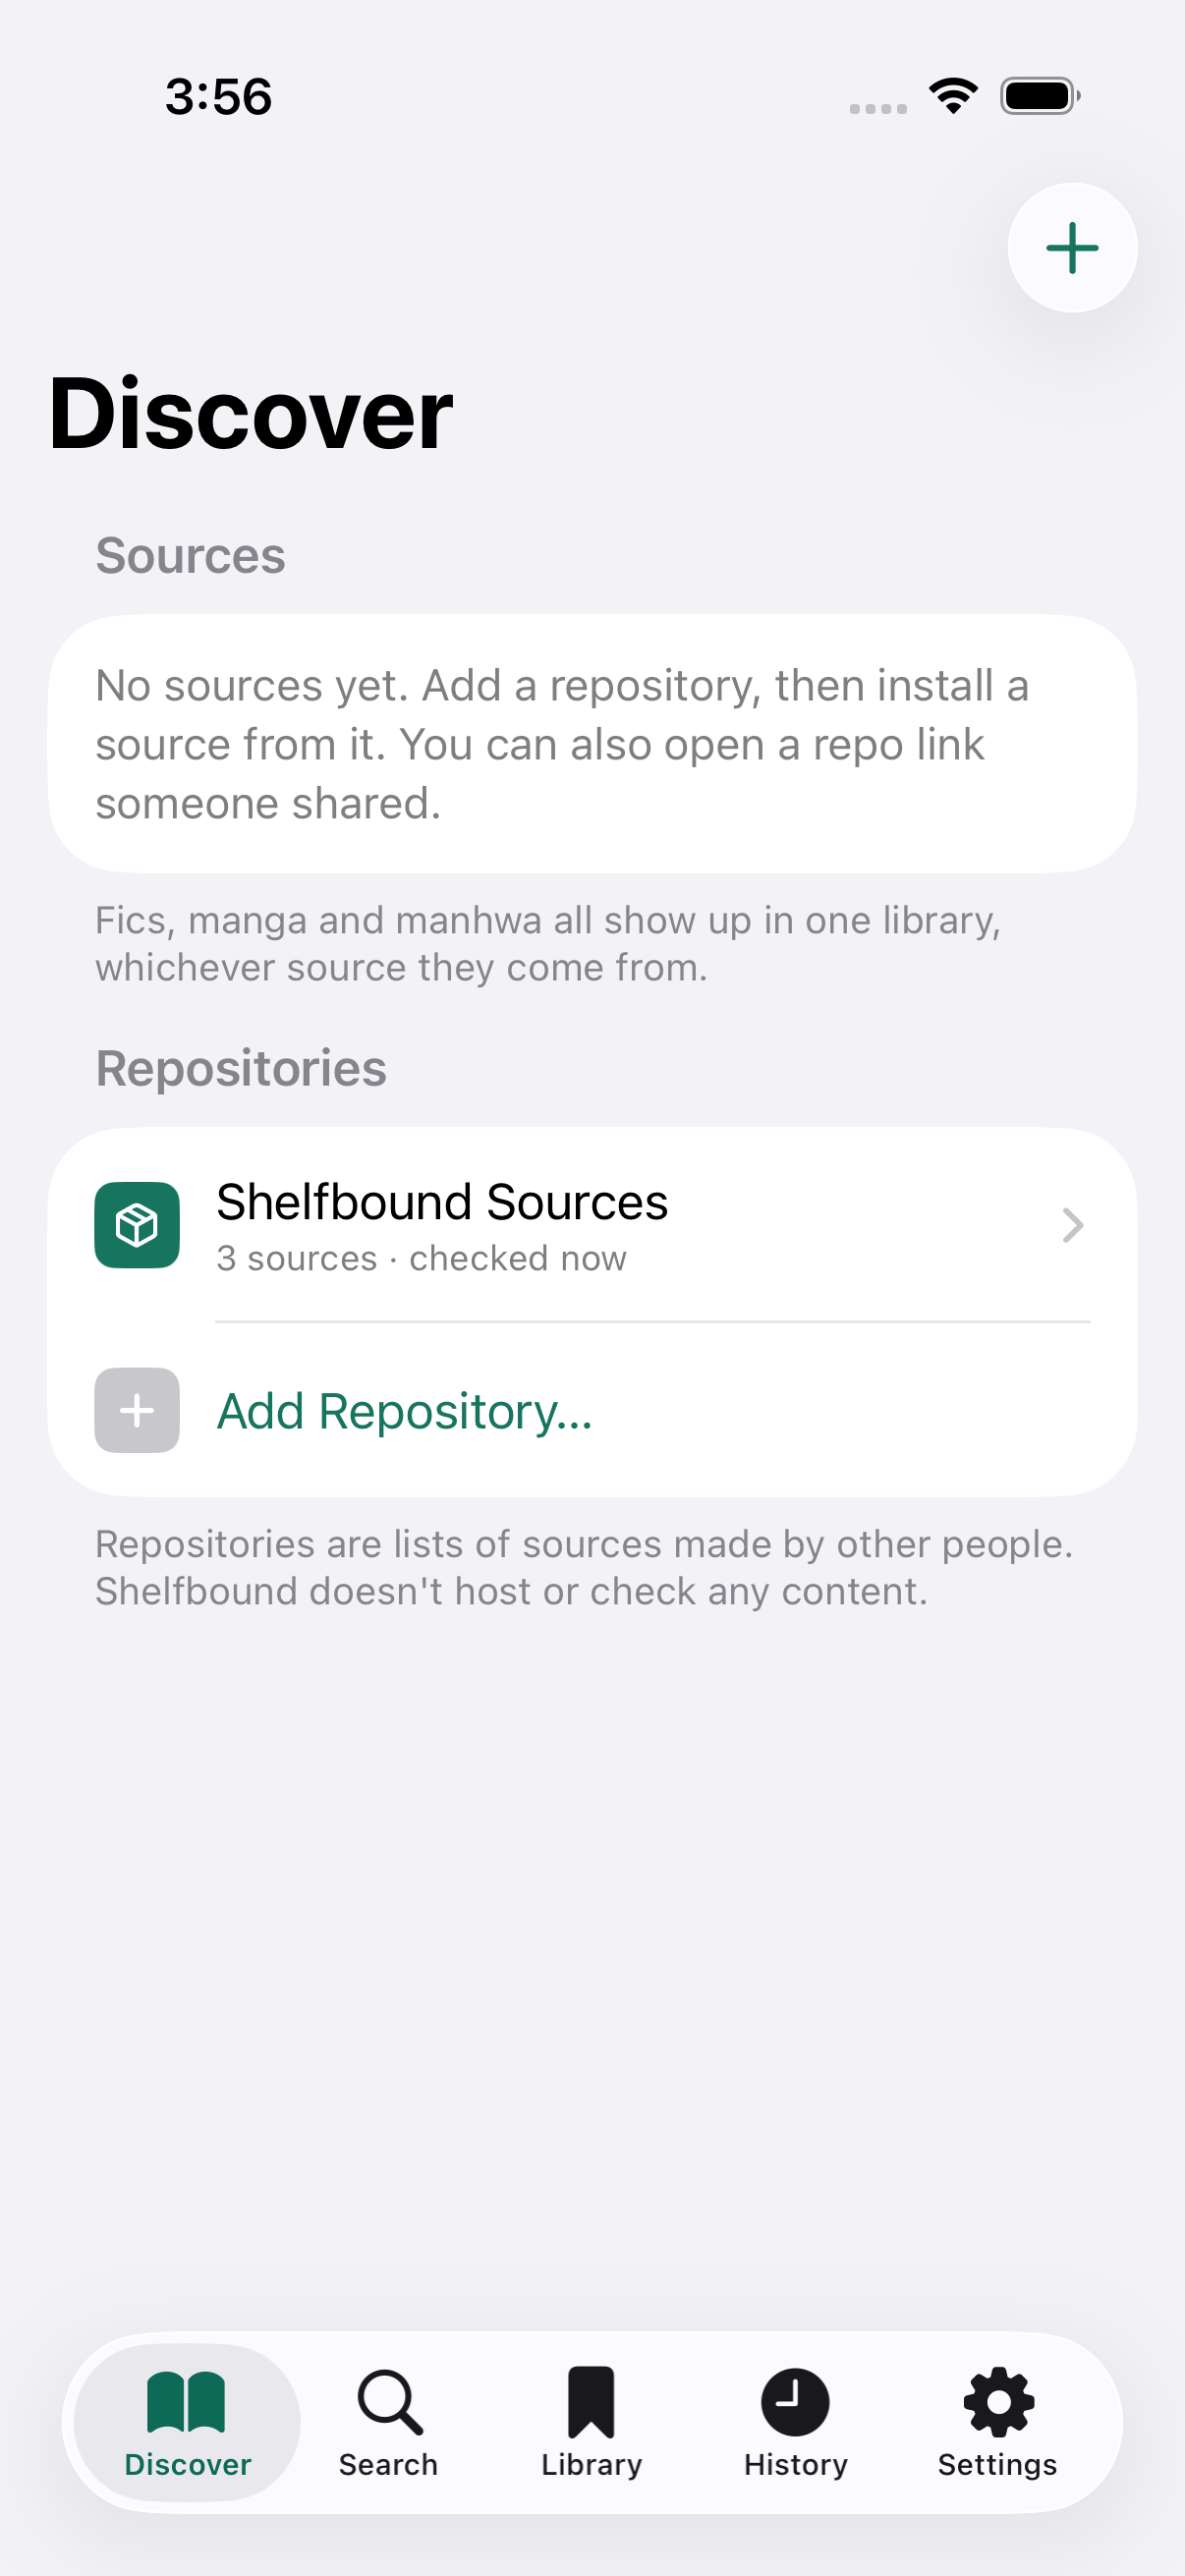 3:56
Discover
Sources
No sources yet. Add a repository, then install a
source from it. You can also open a repo link
someone shared.
Fics, manga and manhwa all show up in one library,
whichever source they come from.
Repositories
Shelfbound Sources
3 sources · checked now
Add Repository...
Repositories are lists of sources made by other people.
Shelfbound doesn't host or check any content.
Discover
Search
Library
History
Settings